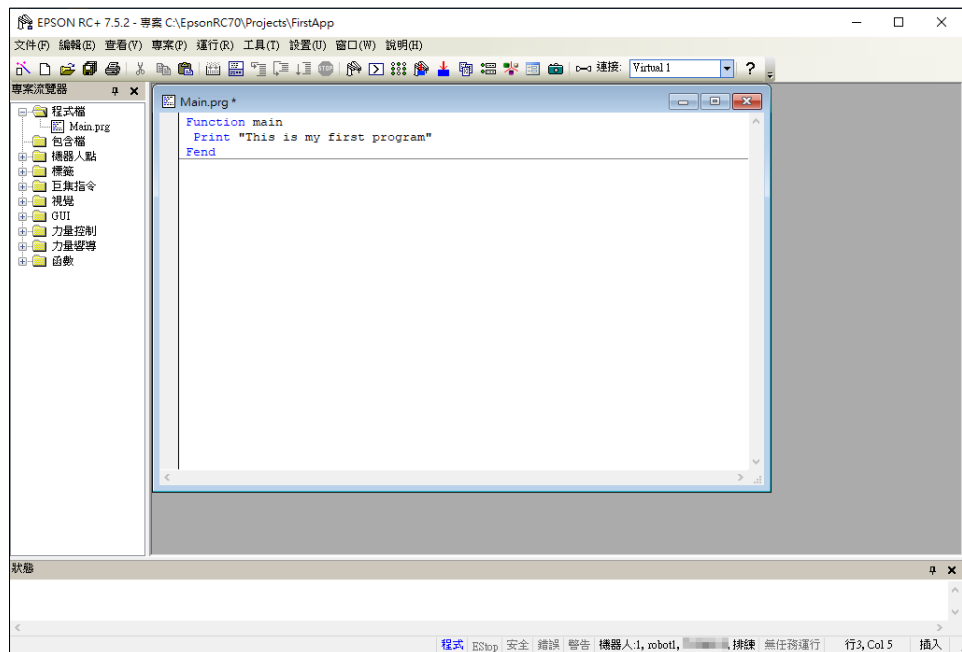 EPSON RC+ 7.5.2 - 專案 C:\EpsonRC70\Projects\FirstApp
文件(F) 編輯(E) 查看(V) 專案(P) 運行(R) 工具(T) 設置(U) 窗口(W) 說明(H)
STOP 連接: Virtual 1 ?
專案流覽器
程式檔
Main.prg
包含檔
機器人點
標籤
巨集指令
視覺
GUI
力量控制
力量嚮導
函數
Main.prg *
Function main
Print "This is my first program"
Fend
狀態
程式 EStop 安全 錯誤 警告 機器人:1, robot1, 排練 無任務運行 行3, Col 5 插入